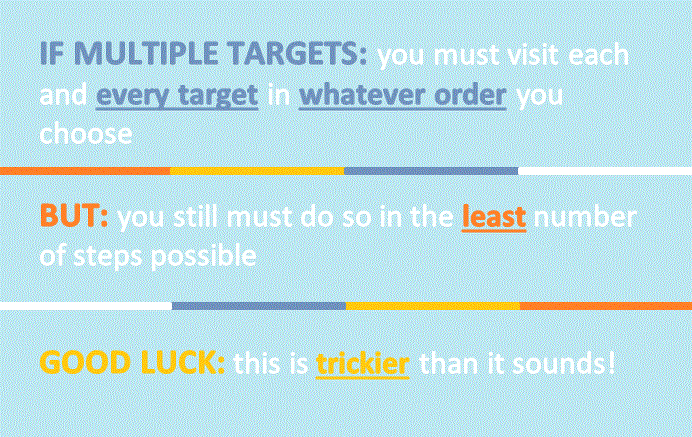 IF MULTIPLE TARGETS: you must visit each
and every target in whatever order you
choose
BUT: you still must do so in the least number
of steps possible
GOOD LUCK: this is trickier than it sounds!